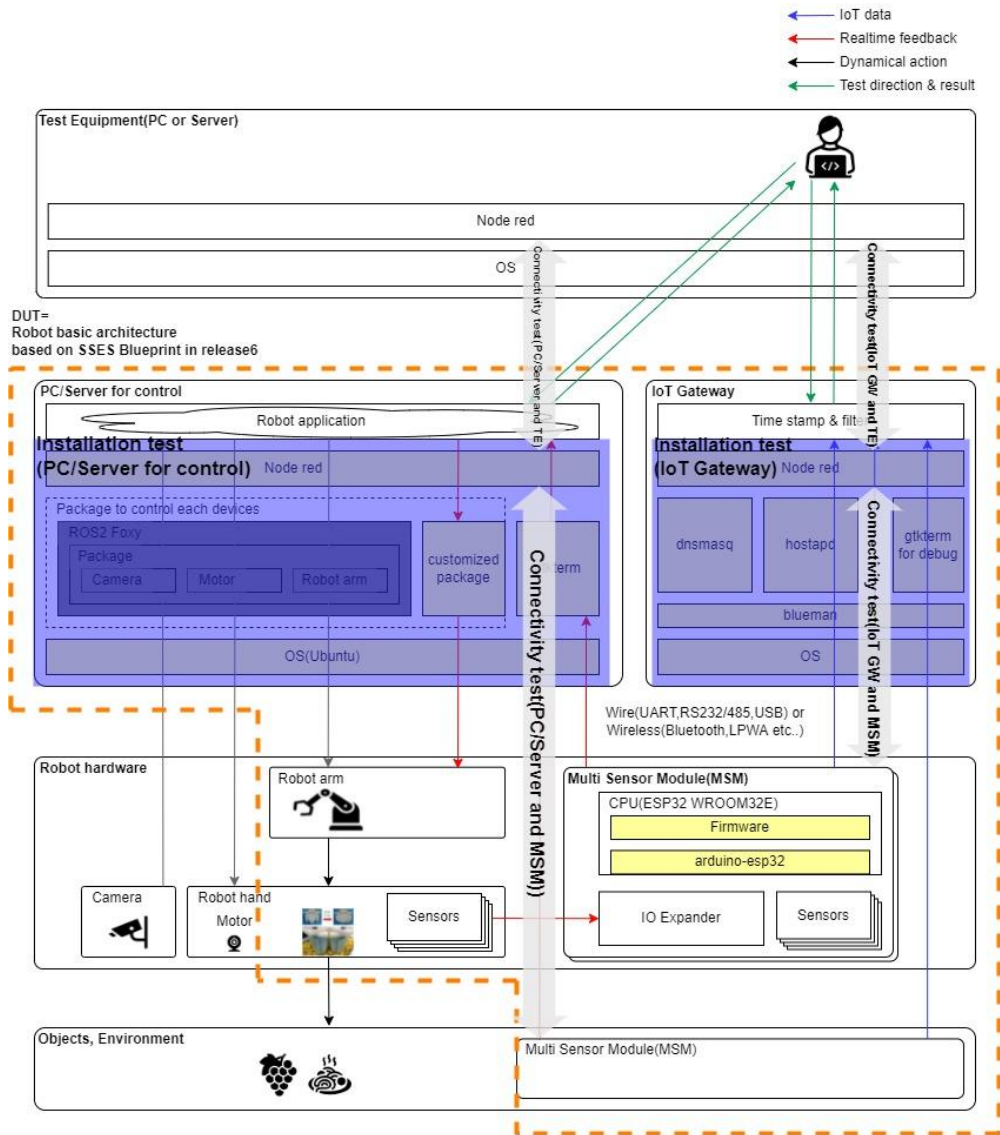 IoT data
Realtime feedback
Dynamical action
Test direction & result
Test Equipment(PC or Server)
Node red
OS
Connectivity test(PC/Server and TE)
Connectivity test(IoT GW and TE)
DUT=
Robot basic architecture
based on SSES Blueprint in release6
PC/Server for control
Robot application
Installation test
(PC/Server for control)
Node red
Package to control each devices
ROS2 Foxy
Package
Camera
Motor
Robot arm
customized
package
OS(Ubuntu)
Connectivity test(PC/Server and MSM))
IoT Gateway
Time stamp &
Installation test
(IoT Gateway)
Node red
dnsmasq
hostapd
gtkterm
for debug
blueman
OS
Connectivity test(IoT GW and MSM)
Wire(UART,RS232/485,USB) or
Wireless(Bluetooth,LPWA etc..)
Robot hardware
Robot arm
Camera
Robot hand
Motor
Sensors
Multi Sensor Module(MSM)
CPU(ESP32 WROOM32E)
Firmware
arduino-esp32
IO Expander
Sensors
Objects, Environment
Multi Sensor Module(MSM)